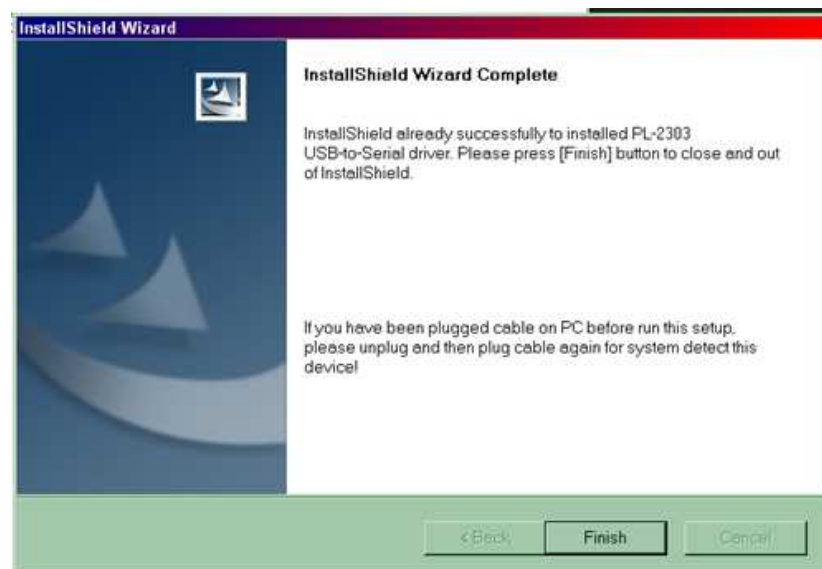 InstallShield Wizard
InstallShield Wizard Complete
InstallShield already successfully to installed PL-2303
USB-to-Serial driver. Please press [Finish] button to close and out
of InstallShield.
If you have been plugged cable on PC before run this setup,
please unplug and then plug cable again for system detect this
device!
< Back
Finish
Cancel